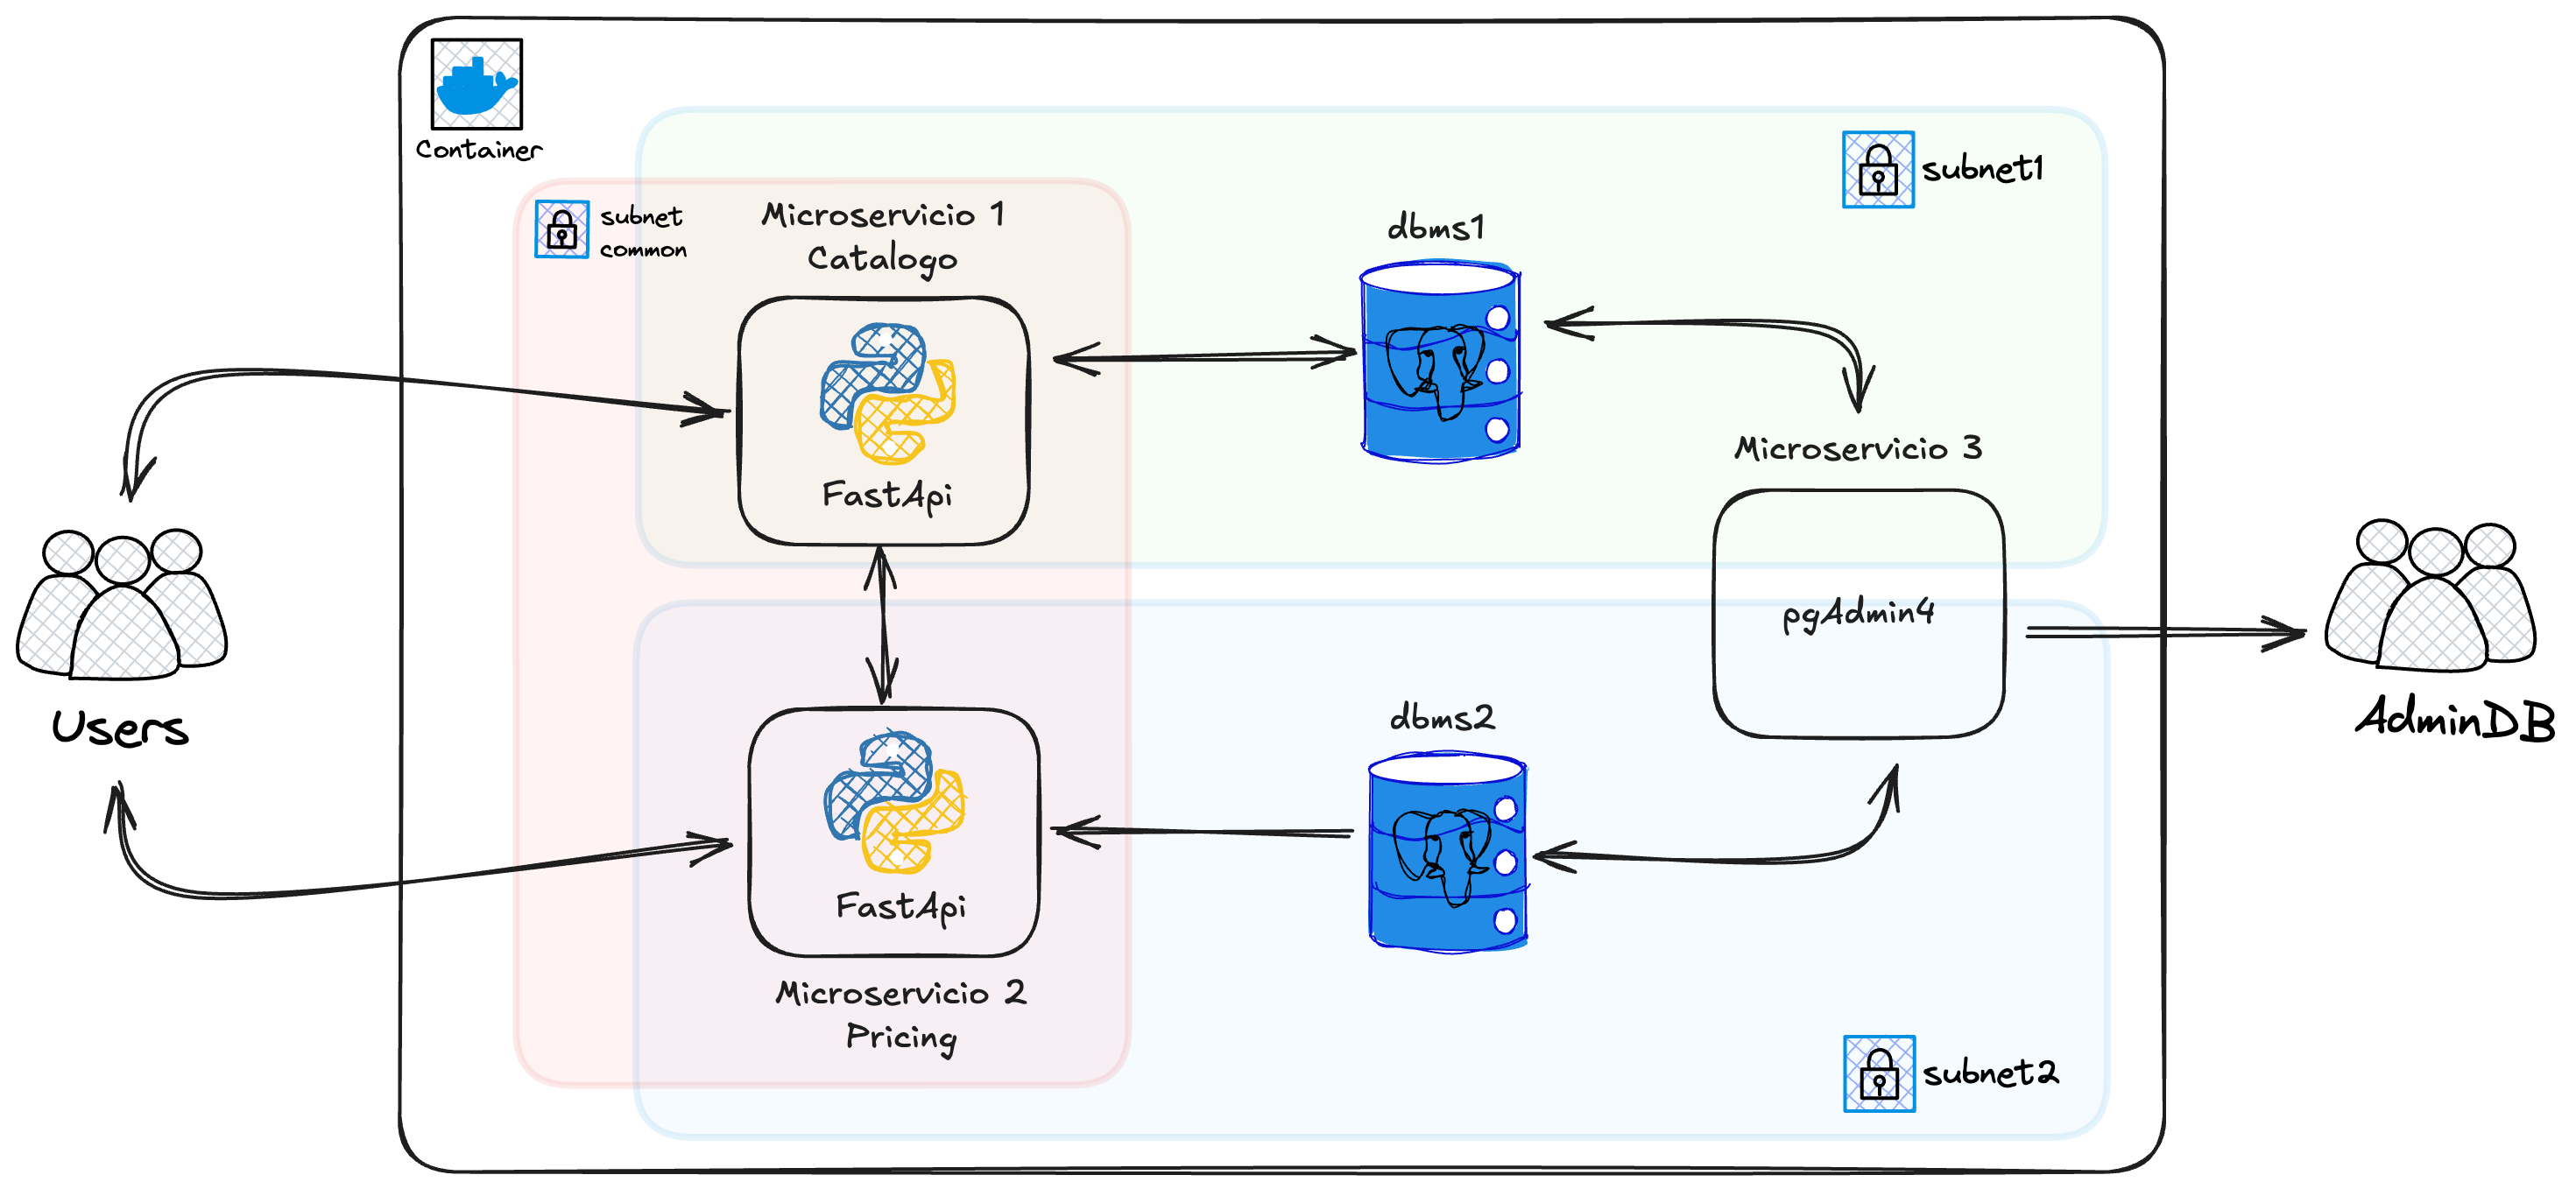 Container
subnet1
subnet
common
Microservicio 1
Catalogo
FastApi
dbms1
Microservicio 3
pgAdmin4
Users
AdminDB
dbms2
FastApi
Microservicio 2
Pricing
subnet2